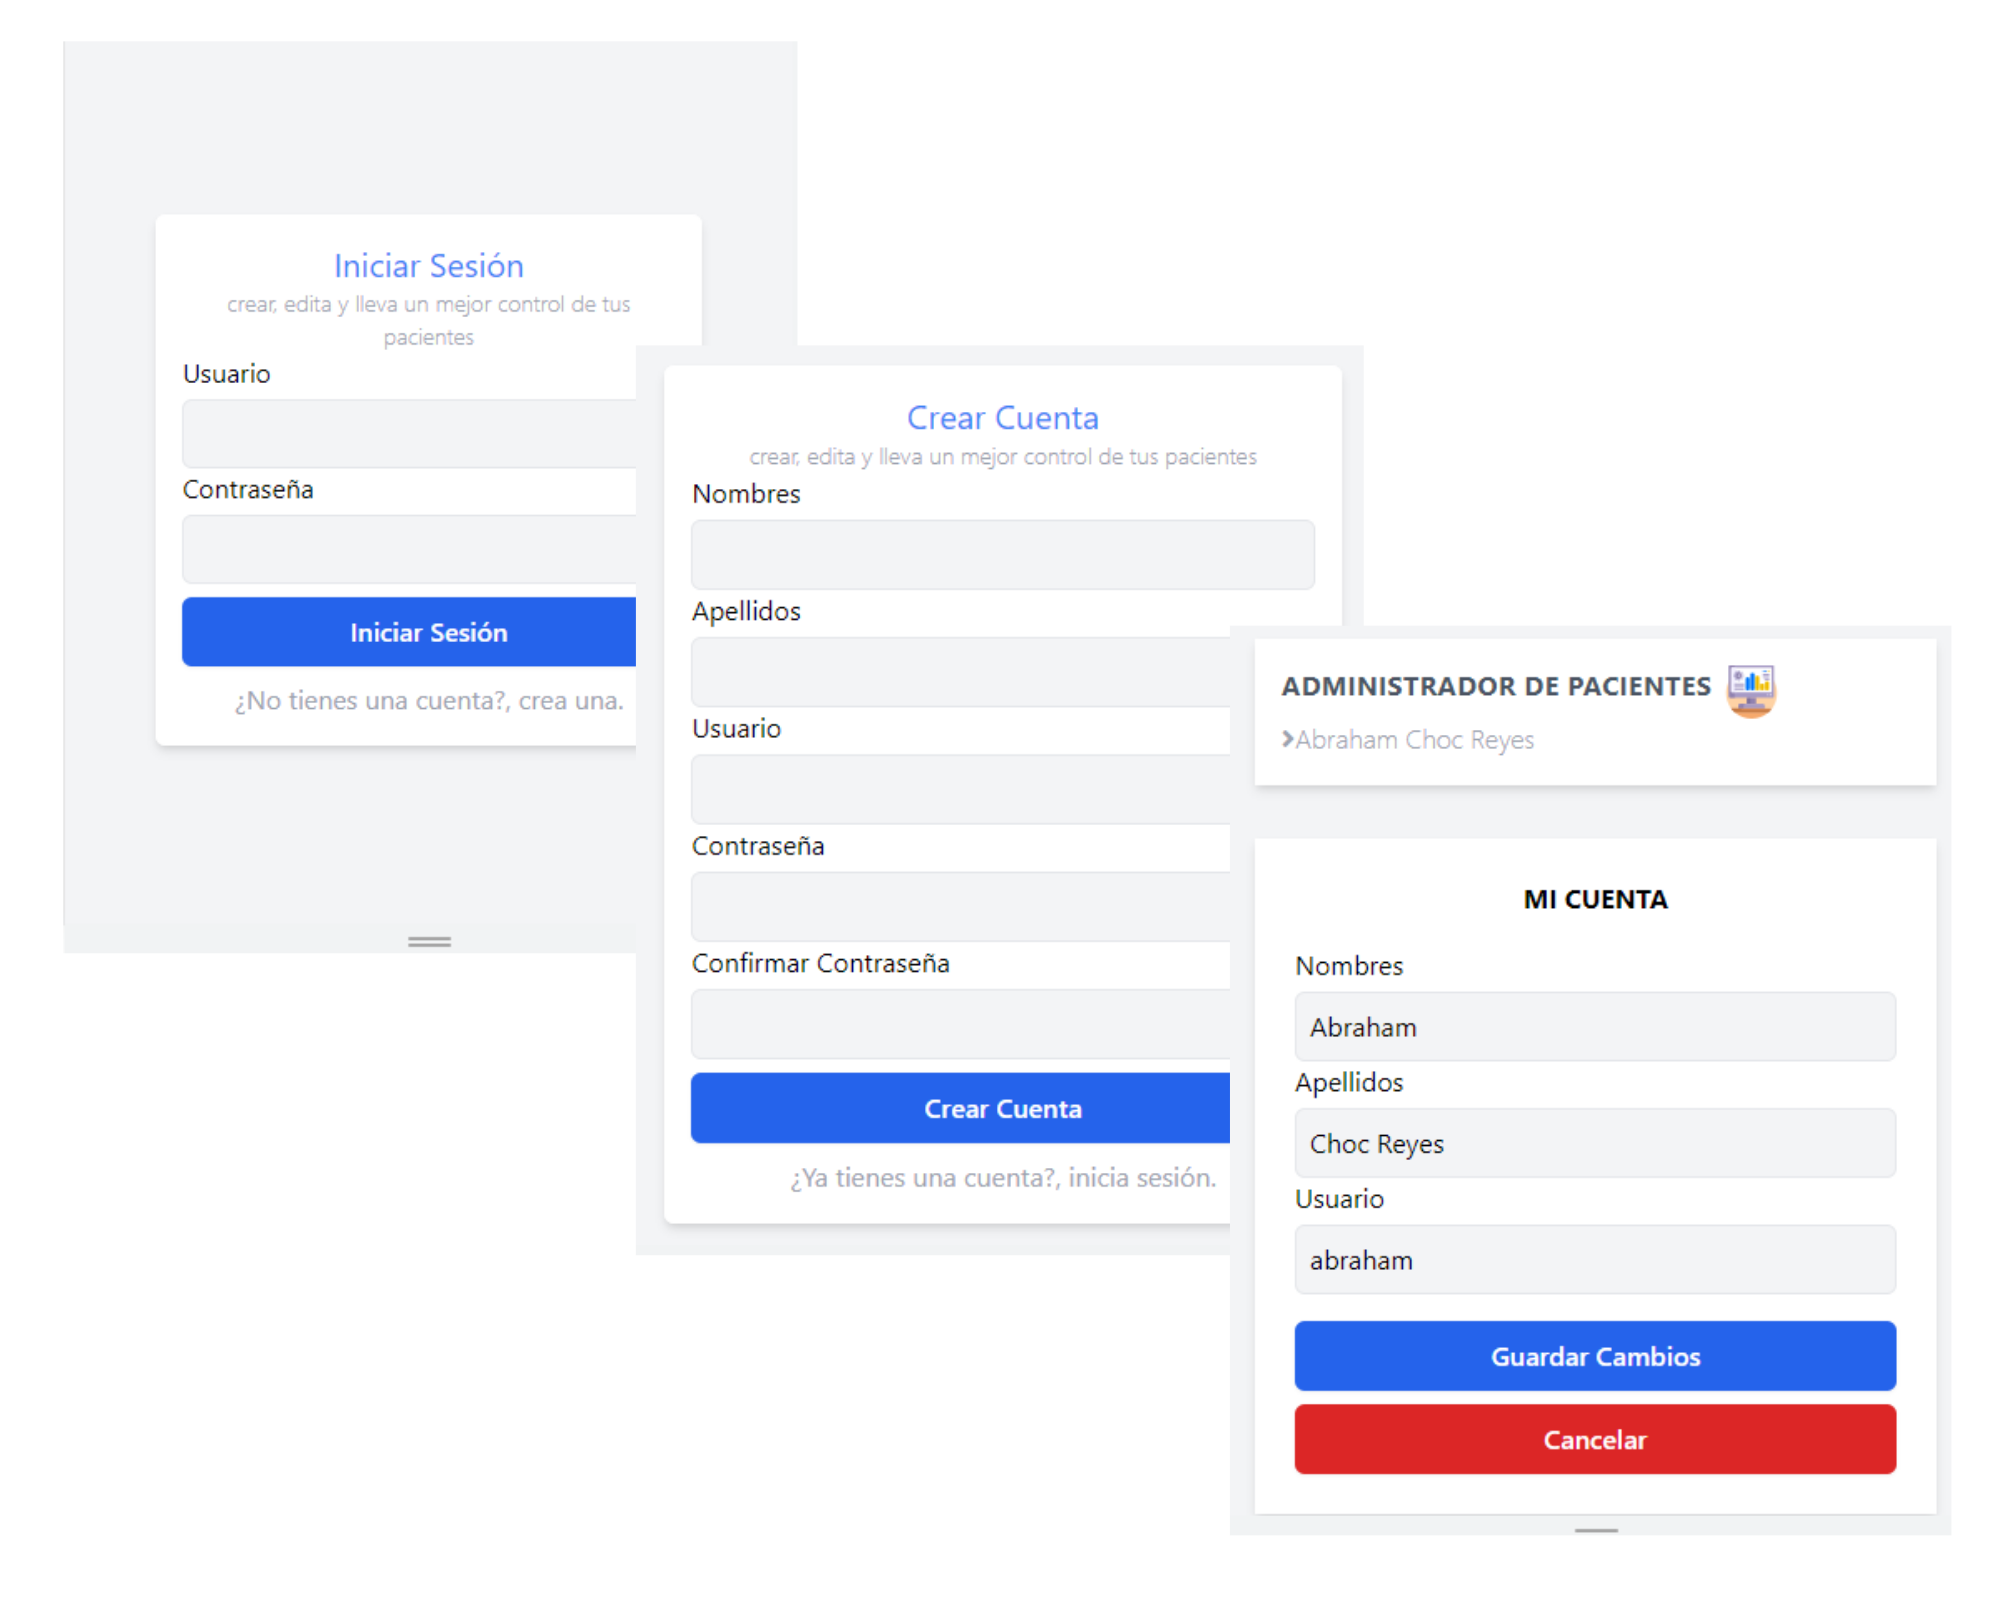 Iniciar Sesión
crear, edita y lleva un mejor control de tus
pacientes
Usuario
Contraseña
Iniciar Sesión
¿No tienes una cuenta?, crea una.
Crear Cuenta
crear, edita y lleva un mejor control de tus pacientes
Nombres
Apellidos
Usuario
Contraseña
Confirmar Contraseña
Crear Cuenta
¿Ya tienes una cuenta?, inicia sesión.
ADMINISTRADOR DE PACIENTES
Abraham Choc Reyes
MI CUENTA
Nombres
Abraham
Apellidos
Choc Reyes
Usuario
abraham
Guardar Cambios
Cancelar